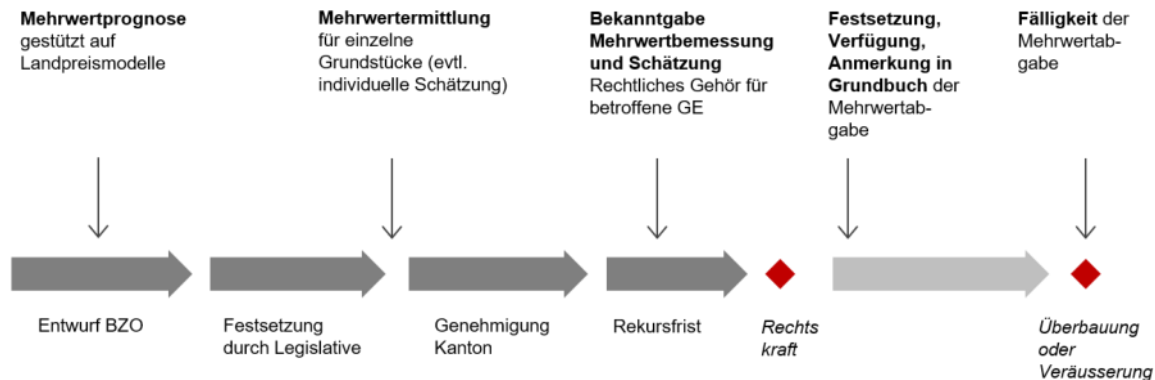 Mehrwertprognose
gestützt auf
Landpreismodelle
Mehrwertermittlung
für einzelne
Grundstücke (evtl.
individuelle Schätzung)
Bekanntgabe
Mehrwertbemessung
und Schätzung
Rechtliches Gehör für
betroffene GE
Festsetzung,
Verfügung,
Anmerkung in
Grundbuch der
Mehrwertab-
gabe
Fälligkeit der
Mehrwertab-
gabe
Entwurf BZO
Festsetzung
durch Legislative
Genehmigung
Kanton
Rekursfrist
Rechts
kraft
Überbauung
oder
Veräusserung